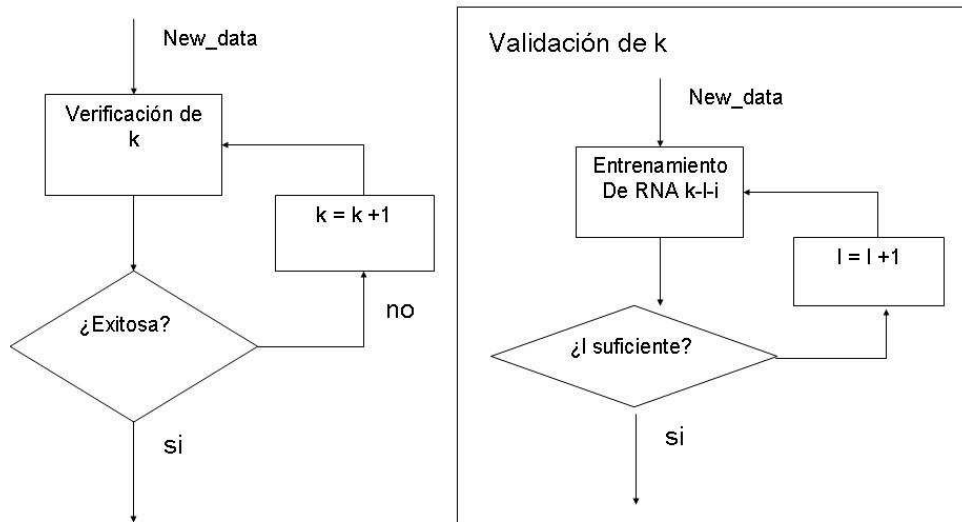 New_data
Verificación de
k
k = k +1
¿Exitosa?
no
si
Validación de k
New_data
Entrenamiento
De RNA k-l-i
l = l +1
¿l suficiente?
si